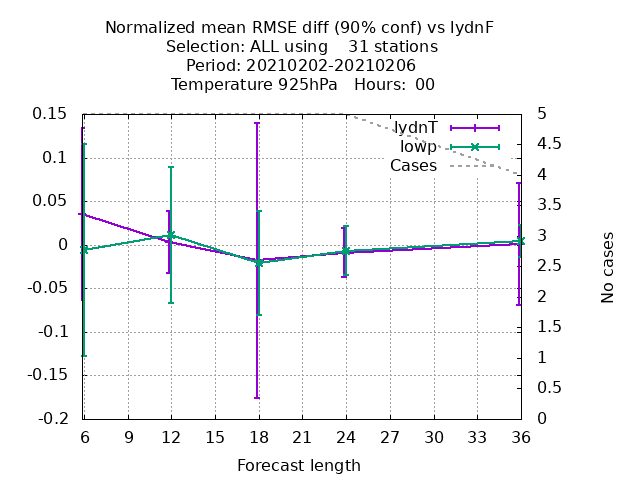 Normalized mean RMSE diff (90% conf) vs lydnF
Selection: ALL using    31 stations
Period: 20210202-20210206
Temperature 925hPa   Hours:  00
0.15
0.1
0.05
0
-0.05
-0.1
-0.15
-0.2
5
4.5
4
3.5
3
2.5
2
1.5
1
0.5
0
lydnT
lowp
Cases
No cases
6 9 12 15 18 21 24 27 30 33 36
Forecast length